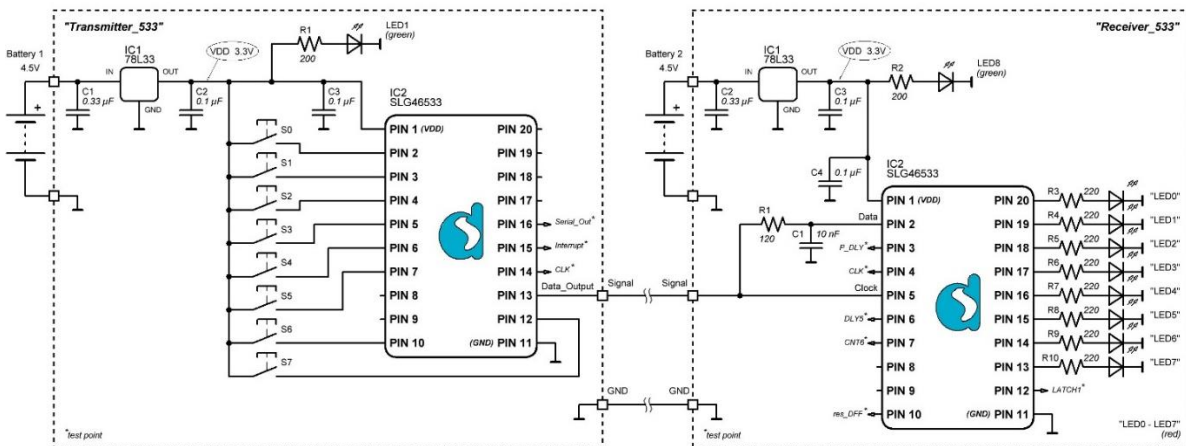 "Transmitter_533"
Battery 1
4.5V
IC1
78L33
IN
OUT
GND
C1
0.33 µF
C2
0.1 µF
VDD 3.3V
R1
200
LED1
(green)
C3
0.1 µF
IC2
SLG46533
S0
S1
S2
S3
S4
S5
S6
S7
PIN 1 (VDD)
PIN 2
PIN 3
PIN 4
PIN 5
PIN 6
PIN 7
PIN 8
PIN 9
PIN 10
PIN 20
PIN 19
PIN 18
PIN 17
PIN 16
PIN 15
PIN 14
PIN 13
PIN 12
(GND) PIN 11
Serial_Out*
Interrupt*
CLK*
Data_Output
Signal
GND
*test point
"Receiver_533"
Battery 2
4.5V
IC1
78L33
IN
OUT
GND
C2
0.33 µF
C3
0.1 µF
VDD 3.3V
R2
200
LED8
(green)
C4
0.1 µF
IC2
SLG46533
Signal
GND
R1
120
C1
10 nF
Data
P_DLY*
CLK*
Clock
DLY5*
CNT6*
res_DFF*
PIN 1 (VDD)
PIN 2
PIN 3
PIN 4
PIN 5
PIN 6
PIN 7
PIN 8
PIN 9
PIN 10
PIN 20
PIN 19
PIN 18
PIN 17
PIN 16
PIN 15
PIN 14
PIN 13
PIN 12
(GND) PIN 11
R3 220 "LED0"
R4 220 "LED1"
R5 220 "LED2"
R6 220 "LED3"
R7 220 "LED4"
R8 220 "LED5"
R9 220 "LED6"
R10 220 "LED7"
LATCH1*
"LED0 - LED7"
(red)
*test point